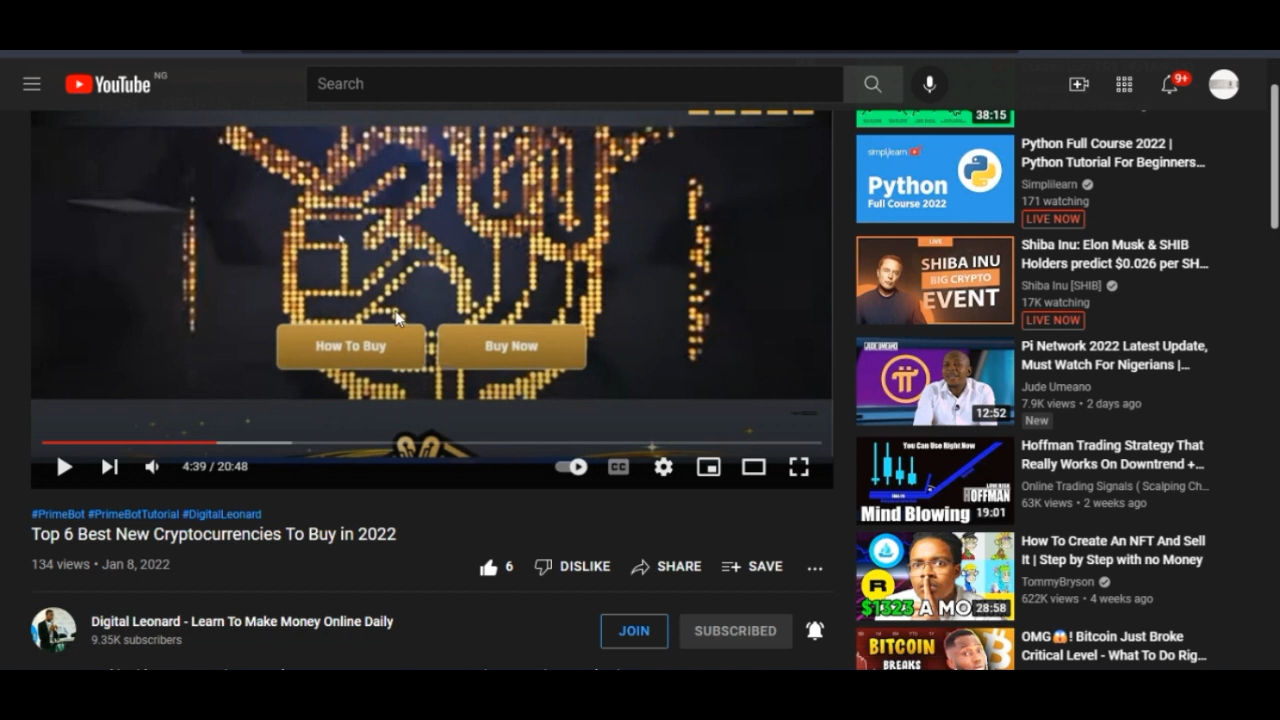 YouTube NG
Search
9+
How To Buy
Buy Now
4:39 / 20:48
CC
#PrimeBot #PrimeBotTutorial #DigitalLeonard
Top 6 Best New Cryptocurrencies To Buy in 2022
134 views • Jan 8, 2022
6
DISLIKE
SHARE
SAVE
Digital Leonard - Learn To Make Money Online Daily
9.35K subscribers
JOIN
SUBSCRIBED
38:15
simplilearn
Python
Full Course 2022
Python Full Course 2022 |
Python Tutorial For Beginners...
Simplilearn
171 watching
LIVE NOW
LIVE
SHIBA INU
BIG CRYPTO
EVENT
Shiba Inu: Elon Musk & SHIB
Holders predict $0.026 per SH...
Shiba Inu [SHIB]
17K watching
LIVE NOW
JUDE UMEANO
12:52
Pi Network 2022 Latest Update,
Must Watch For Nigerians |...
Jude Umeano
7.9K views • 2 days ago
New
You Can Use Right Now
HOFFMAN
Mind Blowing
19:01
Hoffman Trading Strategy That
Really Works On Downtrend +...
Online Trading Signals ( Scalping Ch...
63K views • 2 weeks ago
R
$1323 A MO
28:58
How To Create An NFT And Sell
It | Step by Step with no Money
TommyBryson
622K views • 4 weeks ago
BITCOIN
BREAKS
OMG😱! Bitcoin Just Broke
Critical Level - What To Do Rig...